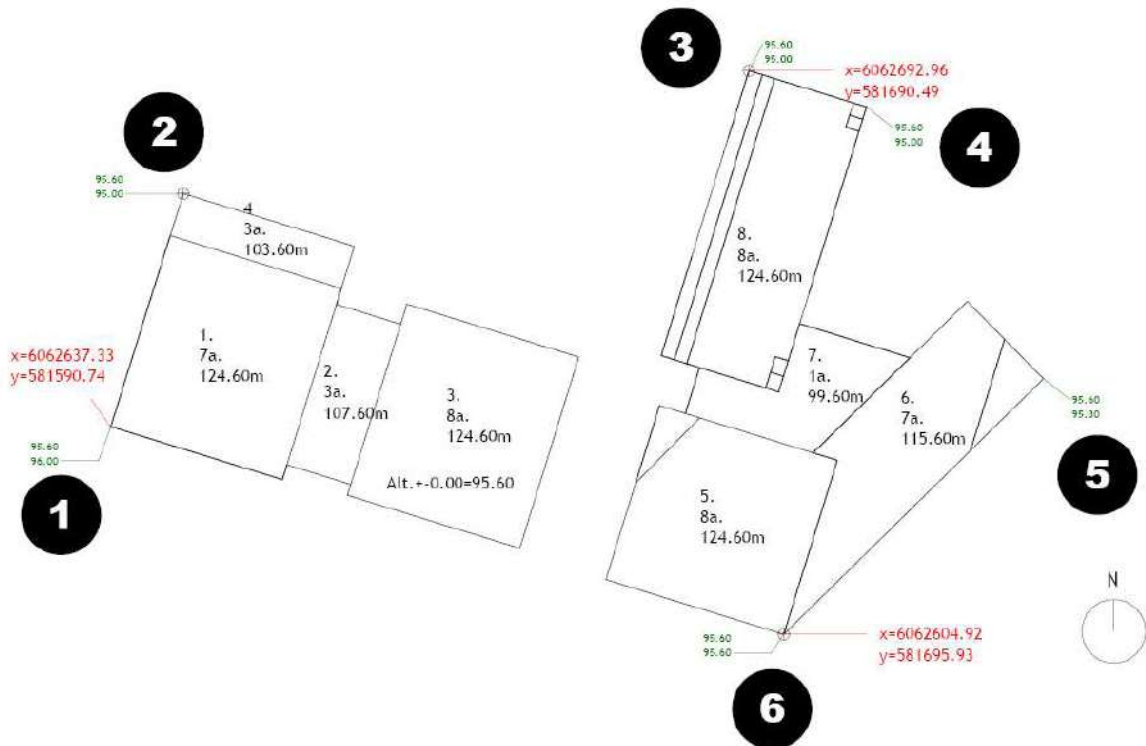 3
95.60
95.00
x=6062692.96
y=581690.49
2
95.60
95.00
4
95.60
95.00
4
3a.
103.60m
8.
8a.
124.60m
1.
7a.
124.60m
x=6062637.33
y=581590.74
2.
3a.
107.60m
3.
8a.
124.60m
Alt.+-0.00=95.60
7.
1a.
99.60m
6.
7a.
115.60m
95.60
95.30
5
95.60
96.00
1
5.
8a.
124.60m
N
95.60
95.60
x=6062604.92
y=581695.93
6